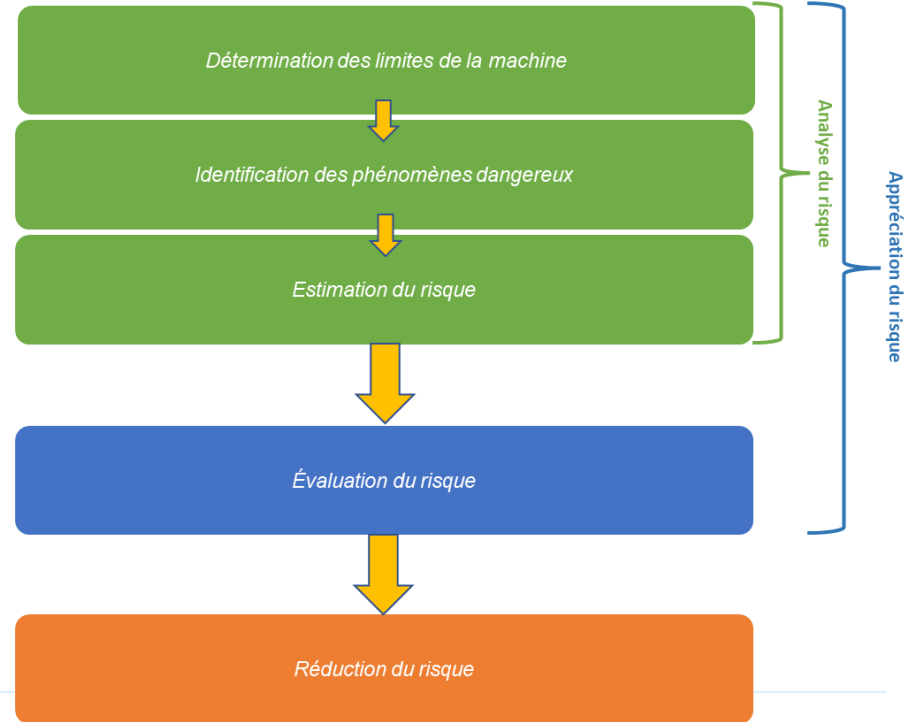 Détermination des limites de la machine
Identification des phénomènes dangereux
Estimation du risque
Évaluation du risque
Réduction du risque
Analyse du risque
Appréciation du risque